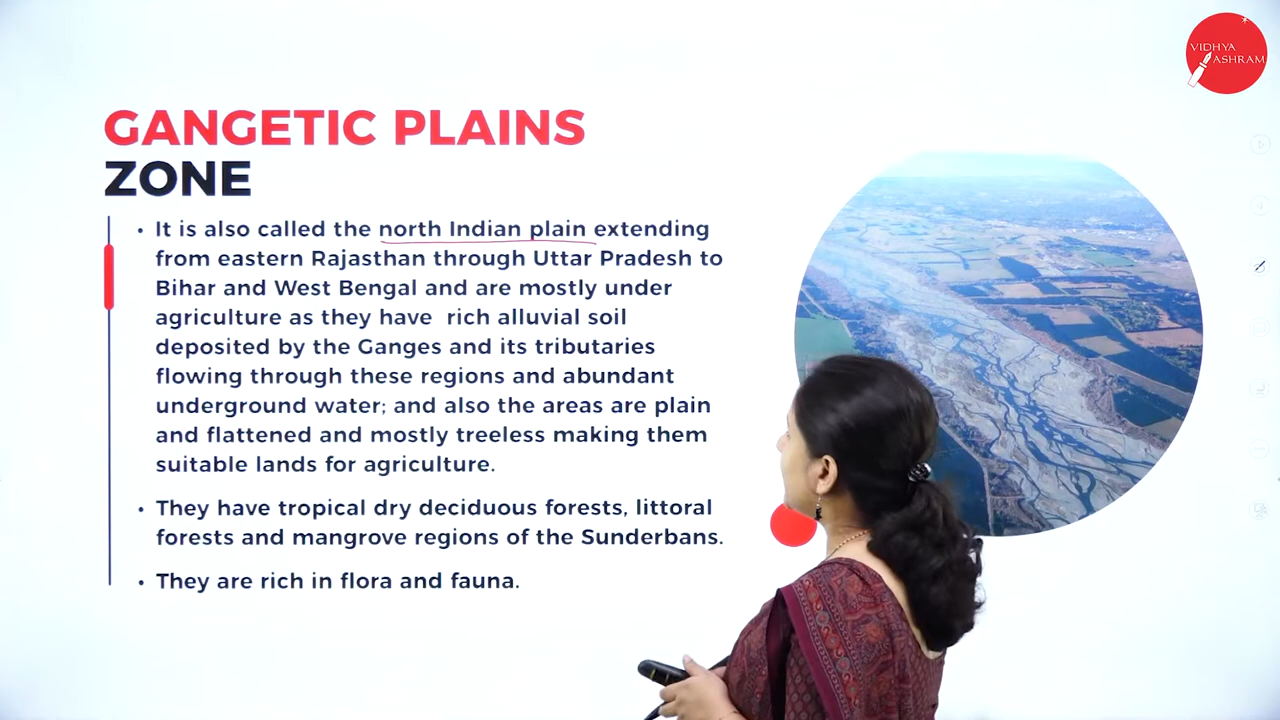 VIDHYA
ASHRAM
GANGETIC PLAINS
ZONE
• It is also called the north Indian plain extending
from eastern Rajasthan through Uttar Pradesh to
Bihar and West Bengal and are mostly under
agriculture as they have rich alluvial soil
deposited by the Ganges and its tributaries
flowing through these regions and abundant
underground water; and also the areas are plain
and flattened and mostly treeless making them
suitable lands for agriculture.
• They have tropical dry deciduous forests, littoral
forests and mangrove regions of the Sunderbans.
• They are rich in flora and fauna.